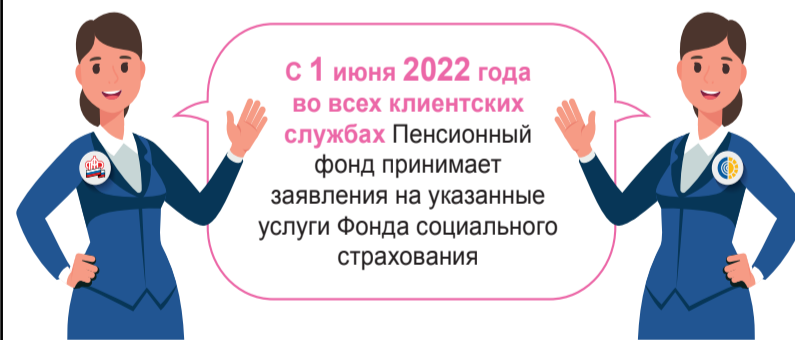 С 1 июня 2022 года
во всех клиентских
службах Пенсионный
фонд принимает
заявления на указанные
услуги Фонда социального
страхования